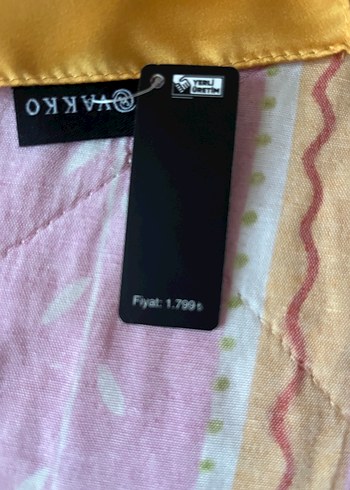 VAKKO
YERLİ
ÜRETİM
Fiyat: 1.799₺